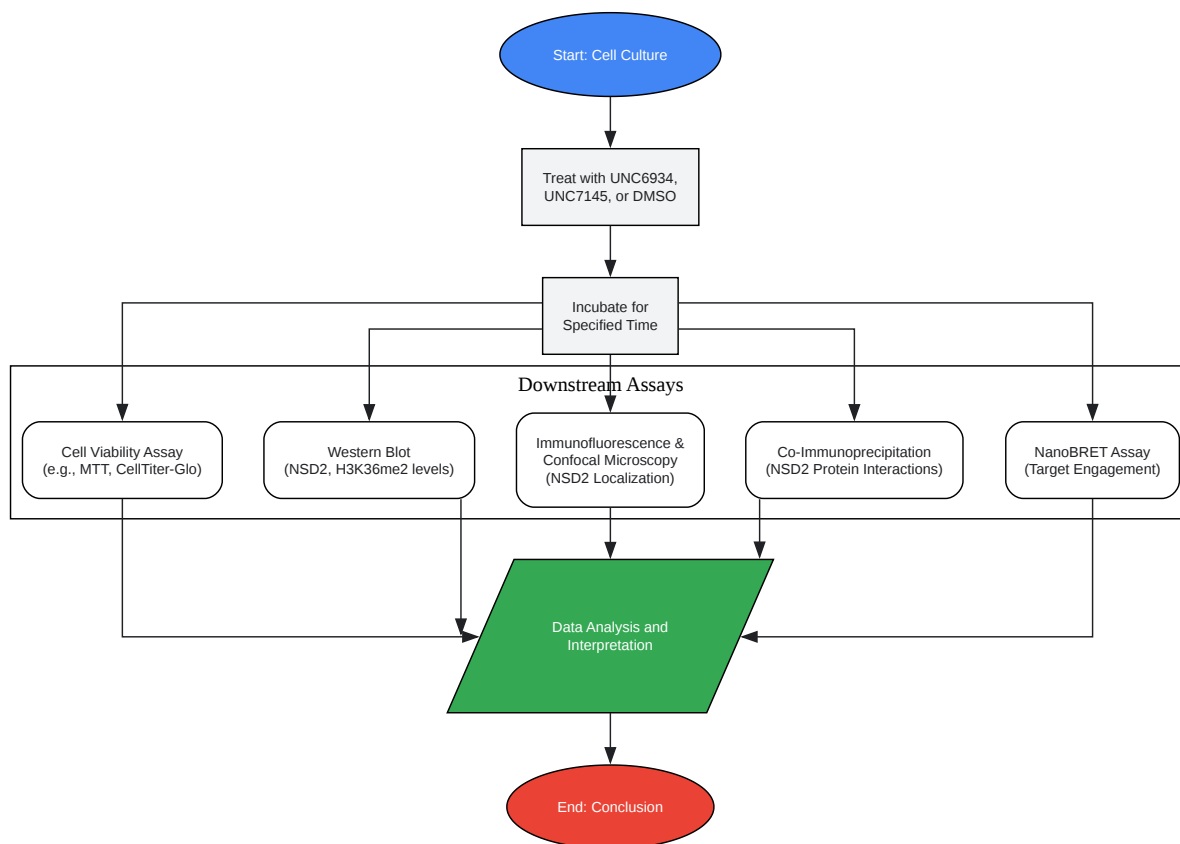 Start: Cell Culture
Treat with UNC6934,
UNC7145, or DMSO
Incubate for
Specified Time
Downstream Assays
Cell Viability Assay
(e.g., MTT, CellTiter-Glo)
Western Blot
(NSD2, H3K36me2 levels)
Immunofluorescence &
Confocal Microscopy
(NSD2 Localization)
Co-Immunoprecipitation
(NSD2 Protein Interactions)
NanoBRET Assay
(Target Engagement)
Data Analysis and
Interpretation
End: Conclusion